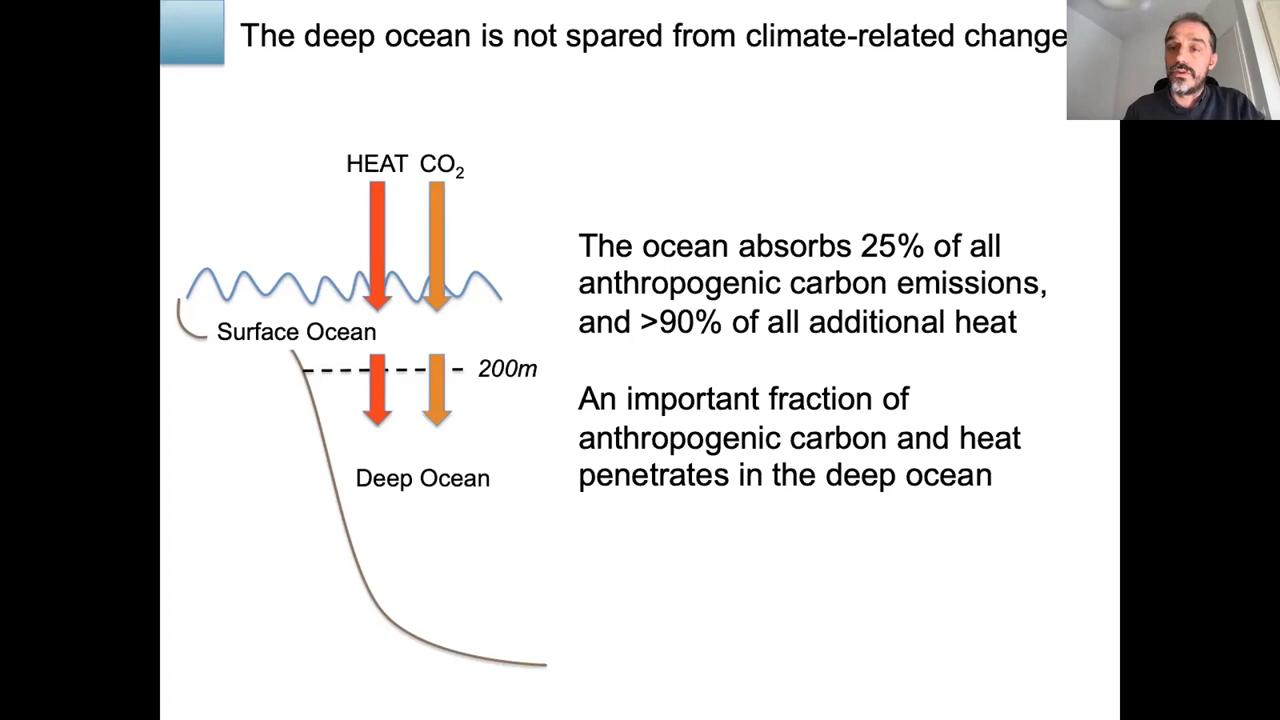 The deep ocean is not spared from climate-related change
HEAT CO₂
The ocean absorbs 25% of all
anthropogenic carbon emissions,
and >90% of all additional heat
Surface Ocean
200m
An important fraction of
anthropogenic carbon and heat
penetrates in the deep ocean
Deep Ocean